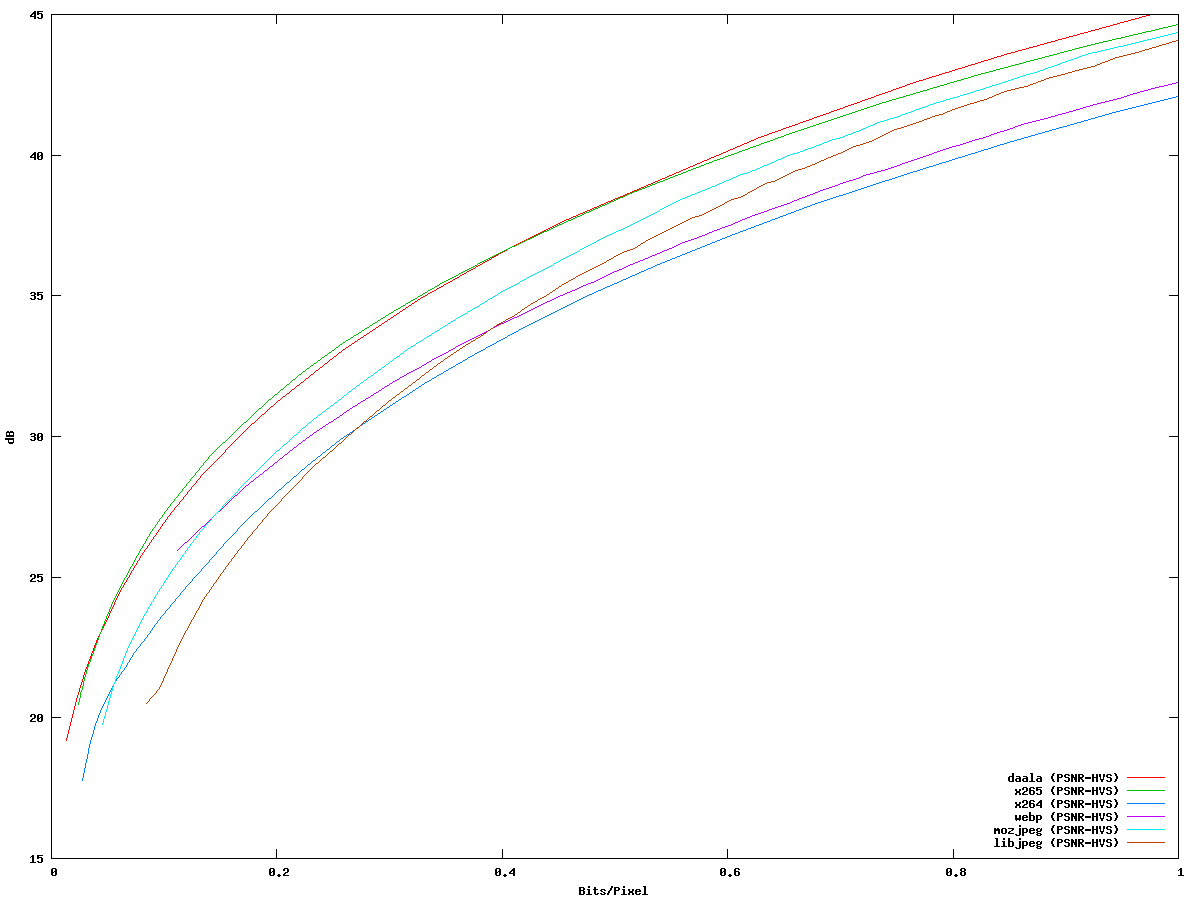 45
40
35
30
25
20
15
dB
0
0.2
0.4
0.6
0.8
1
Bits/Pixel
daala (PSNR-HVS)
x265 (PSNR-HVS)
x264 (PSNR-HVS)
webp (PSNR-HVS)
mozjpeg (PSNR-HVS)
libjpeg (PSNR-HVS)